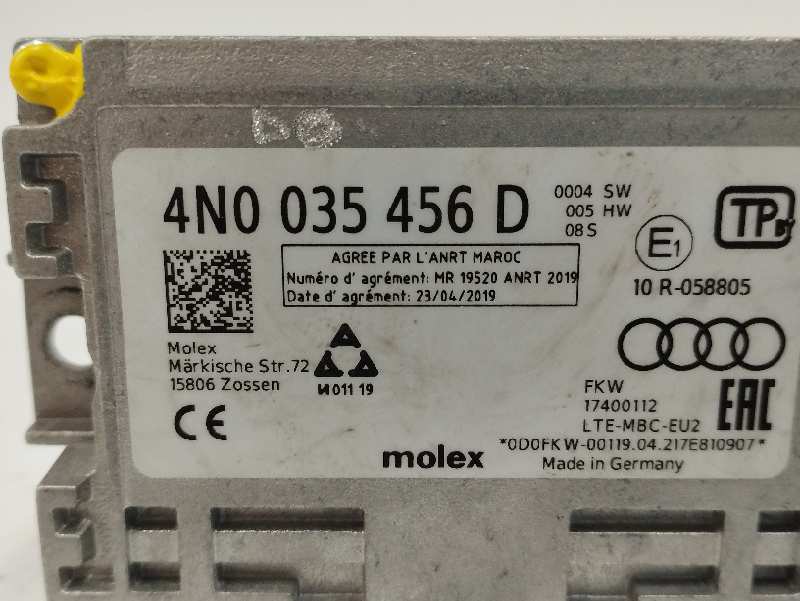 4N0 035 456 D
0004 SW
005 HW
08 S
E1
TP BY
AGREE PAR L'ANRT MAROC
Numéro d' agrément: MR 19520 ANRT 2019
Date d' agrément: 23/04/2019
10 R-058805
Molex
Märkische Str.72
15806 Zossen
M 011 19
CE
molex
FKW
17400112
LTE-MBC-EU2
EAC
*0D0FKW-00119.04.217E810907*
Made in Germany